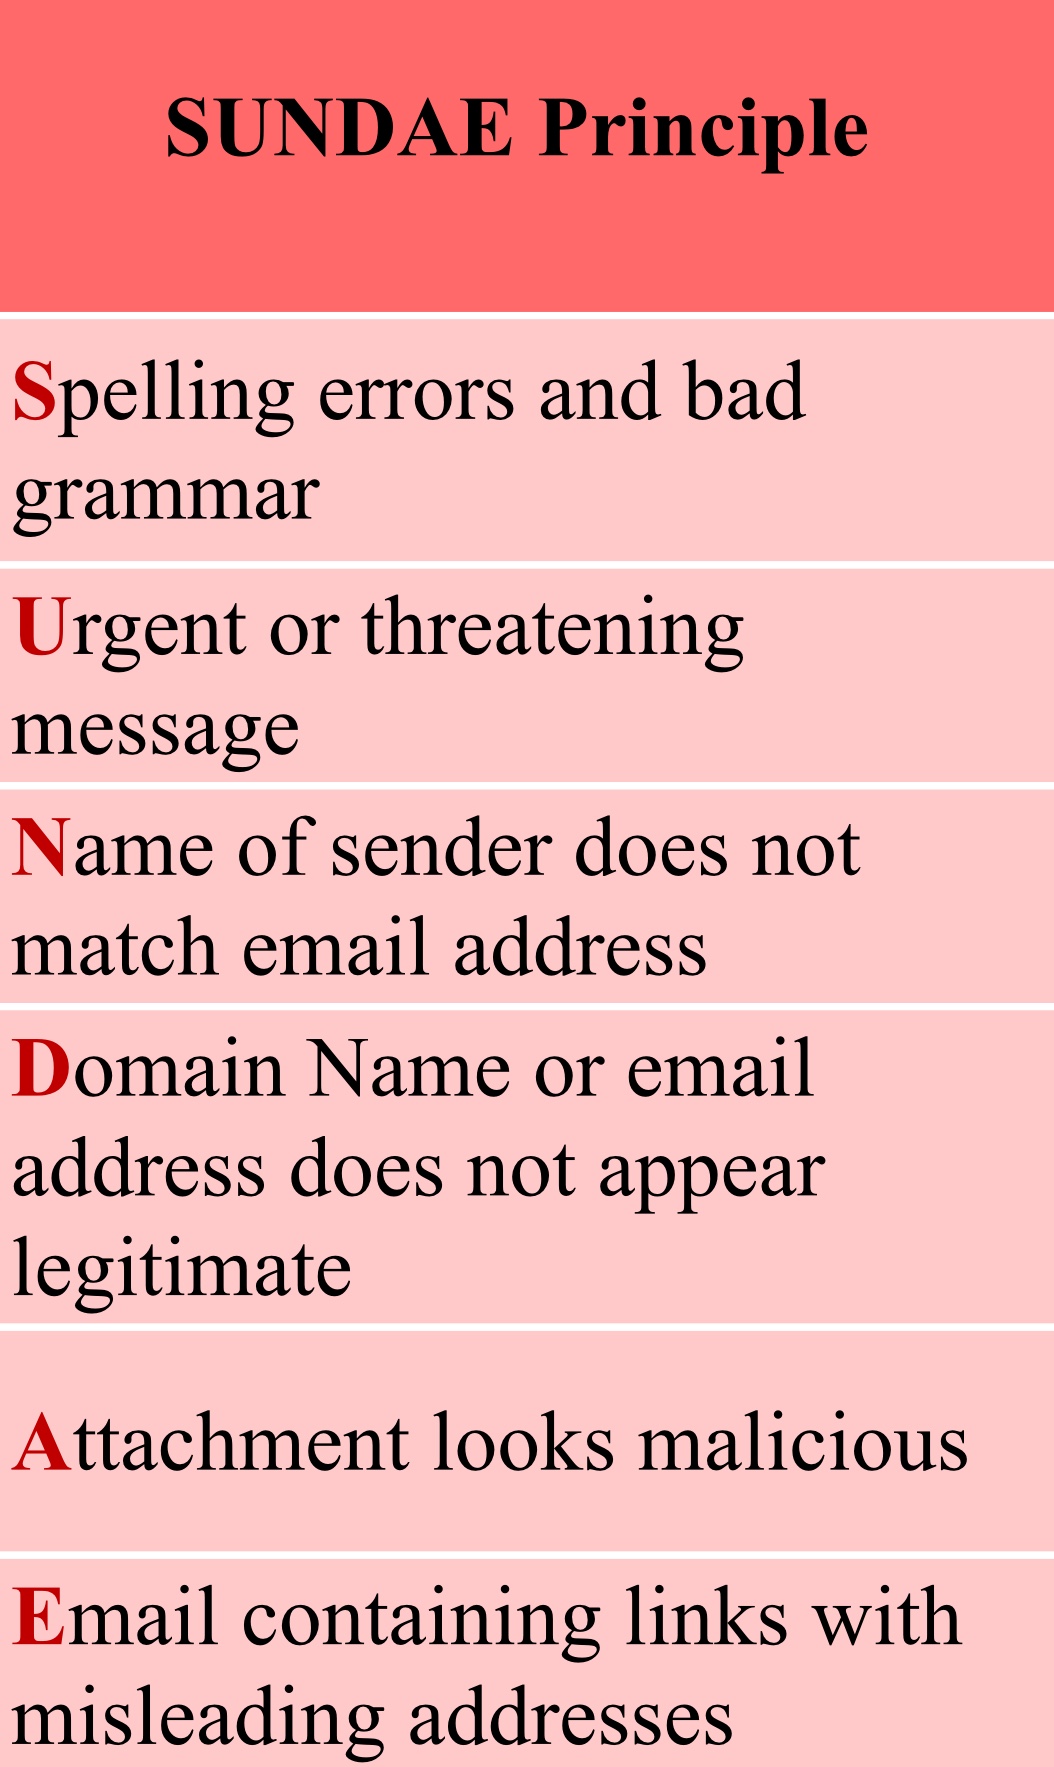 SUNDAE Principle
Spelling errors and bad
grammar
Urgent or threatening
message
Name of sender does not
match email address
Domain Name or email
address does not appear
legitimate
Attachment looks malicious
Email containing links with
misleading addresses